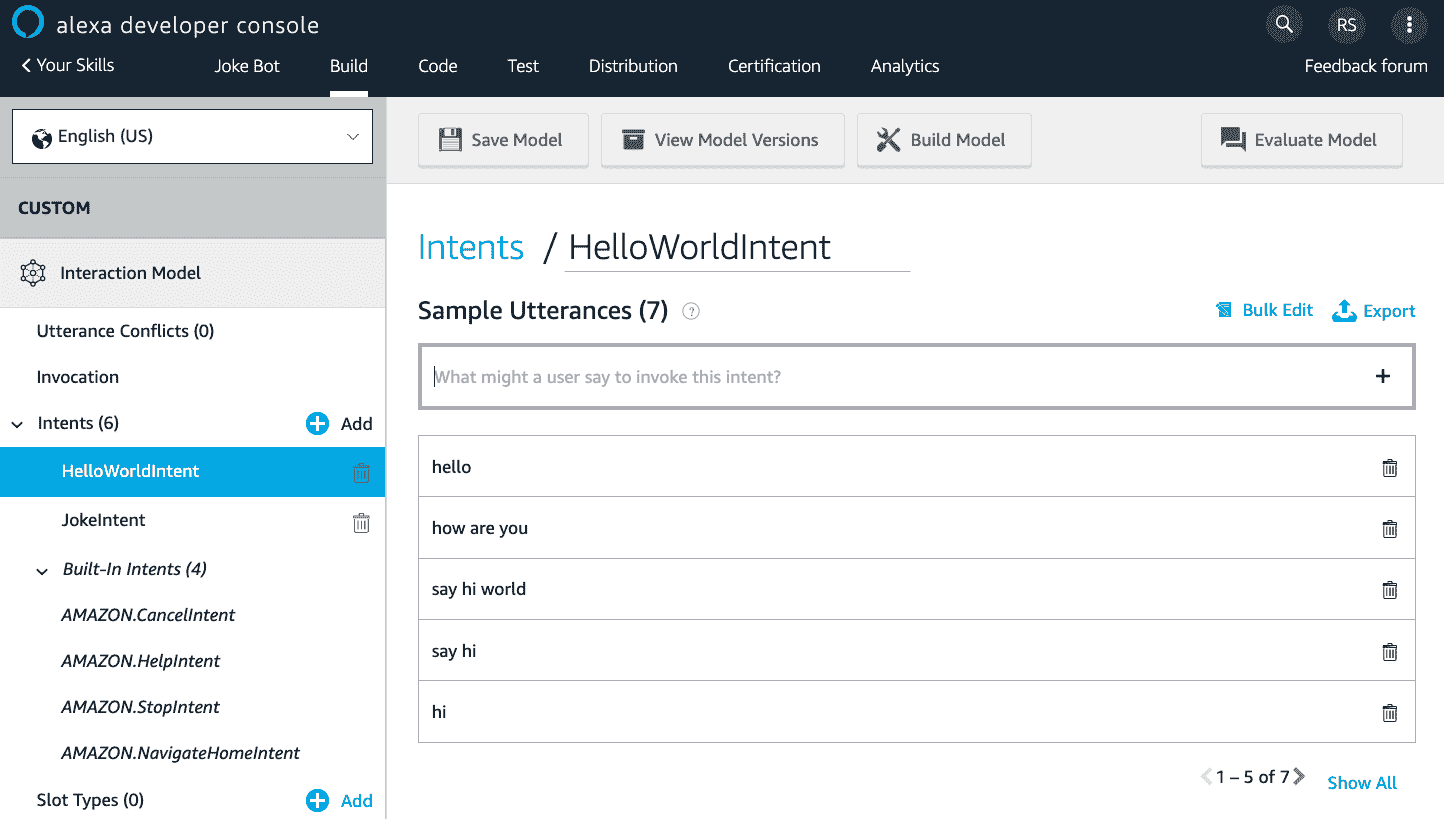 alexa developer console
RS
Your Skills
Joke Bot
Build
Code
Test
Distribution
Certification
Analytics
Feedback forum
English (US)
Save Model
View Model Versions
Build Model
Evaluate Model
CUSTOM
Interaction Model
Utterance Conflicts (0)
Invocation
Intents (6)
Add
HelloWorldIntent
JokeIntent
Built-In Intents (4)
AMAZON.CancelIntent
AMAZON.HelpIntent
AMAZON.StopIntent
AMAZON.NavigateHomeIntent
Slot Types (0)
Add
Intents / HelloWorldIntent
Sample Utterances (7) ?
Bulk Edit
Export
What might a user say to invoke this intent?
hello
how are you
say hi world
say hi
hi
1 – 5 of 7
Show All